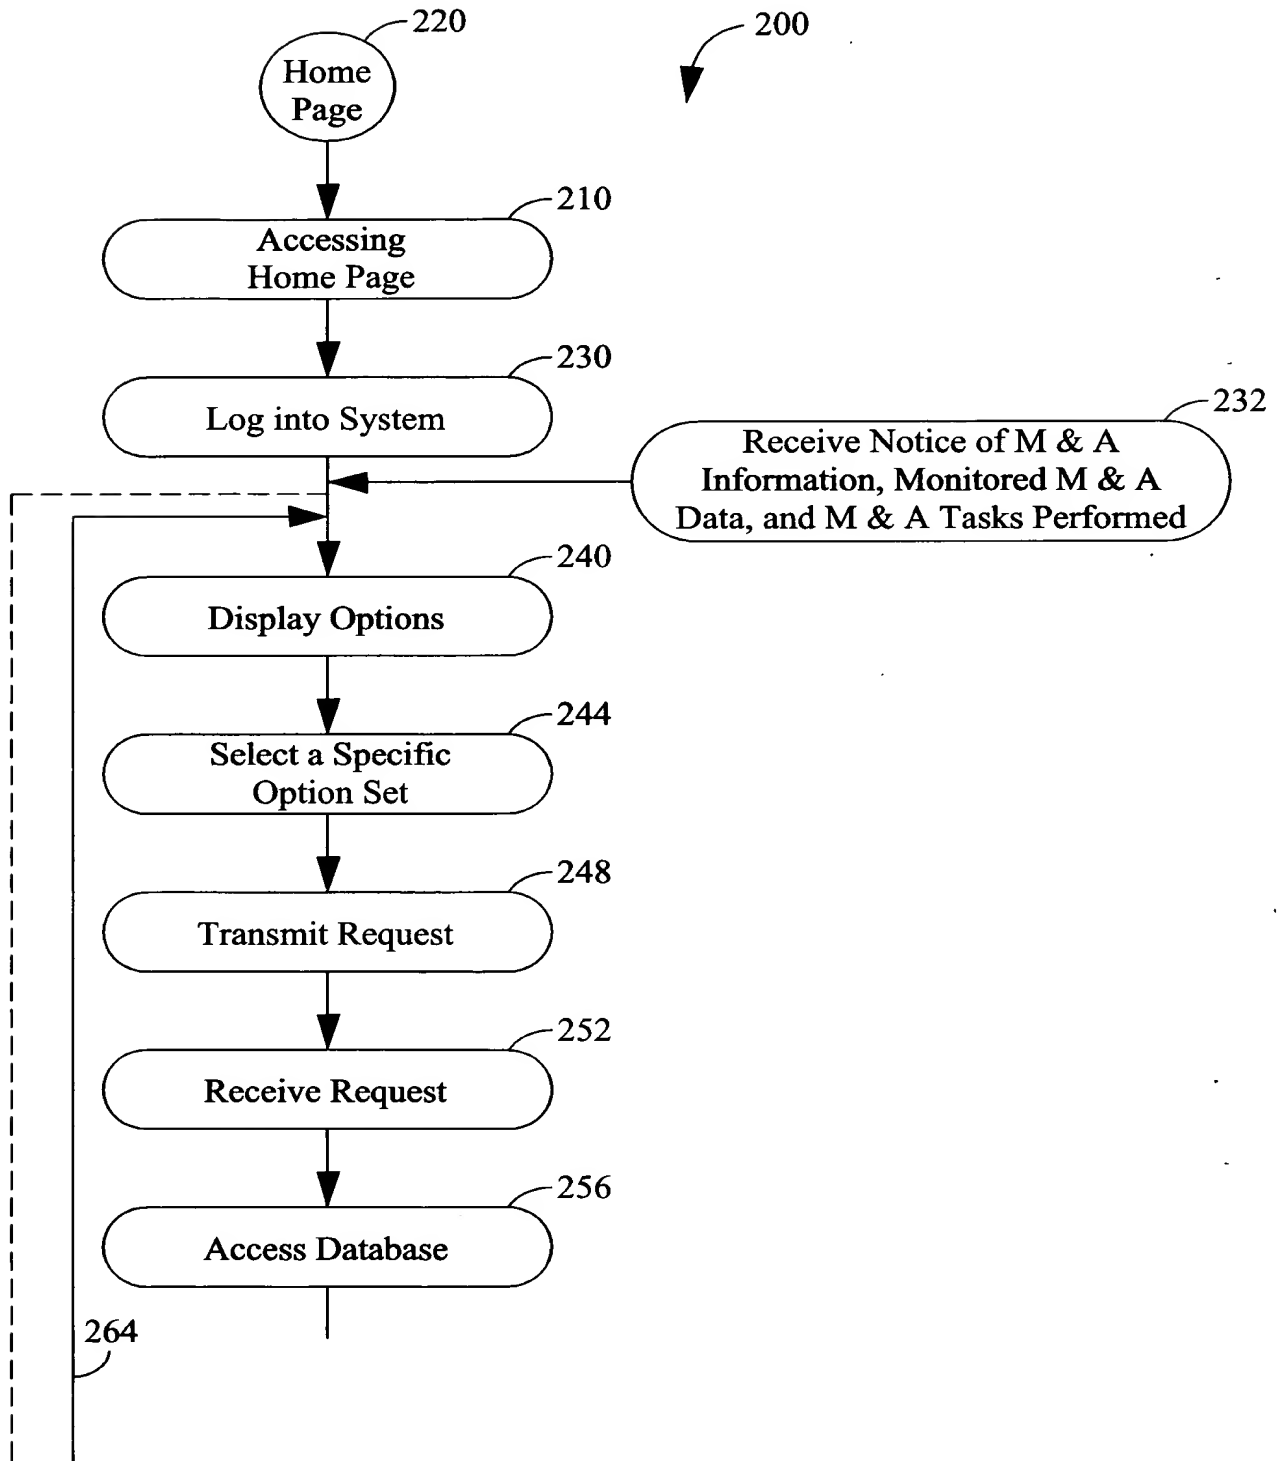 220
200
Home
Page
210
Accessing
Home Page
230
Log into System
232
Receive Notice of M & A
Information, Monitored M & A
Data, and M & A Tasks Performed
240
Display Options
244
Select a Specific
Option Set
248
Transmit Request
252
Receive Request
256
Access Database
264